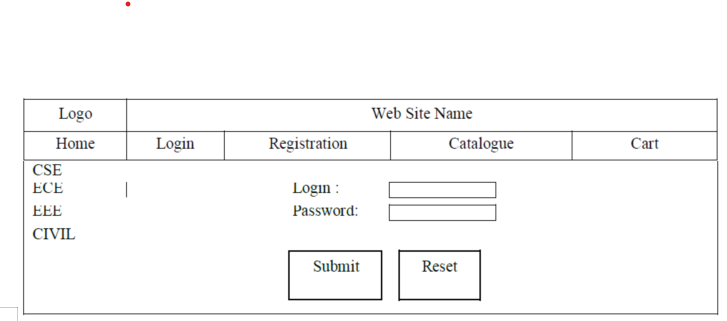 Logo Web Site Name
Home Login Registration Catalogue Cart
CSE
ECE Login :
EEE Password:
CIVIL
Submit Reset